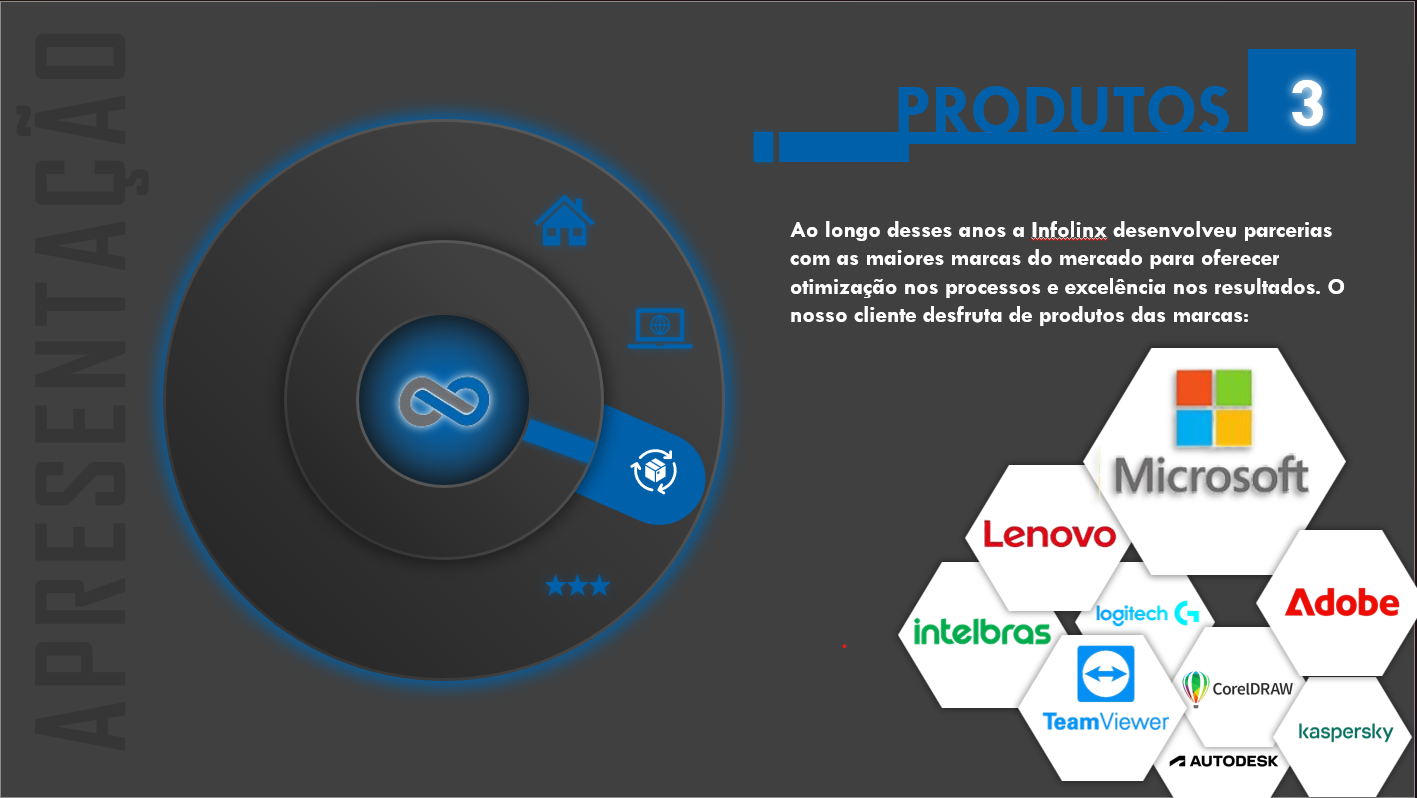 APRESENTAÇÃO
PRODUTOS
3
Ao longo desses anos a Infolinx desenvolveu parcerias
com as maiores marcas do mercado para oferecer
otimização nos processos e excelência nos resultados. O
nosso cliente desfruta de produtos das marcas:
Microsoft
Lenovo
Adobe
logitech G
intelbras
CorelDRAW
TeamViewer
kaspersky
AUTODESK